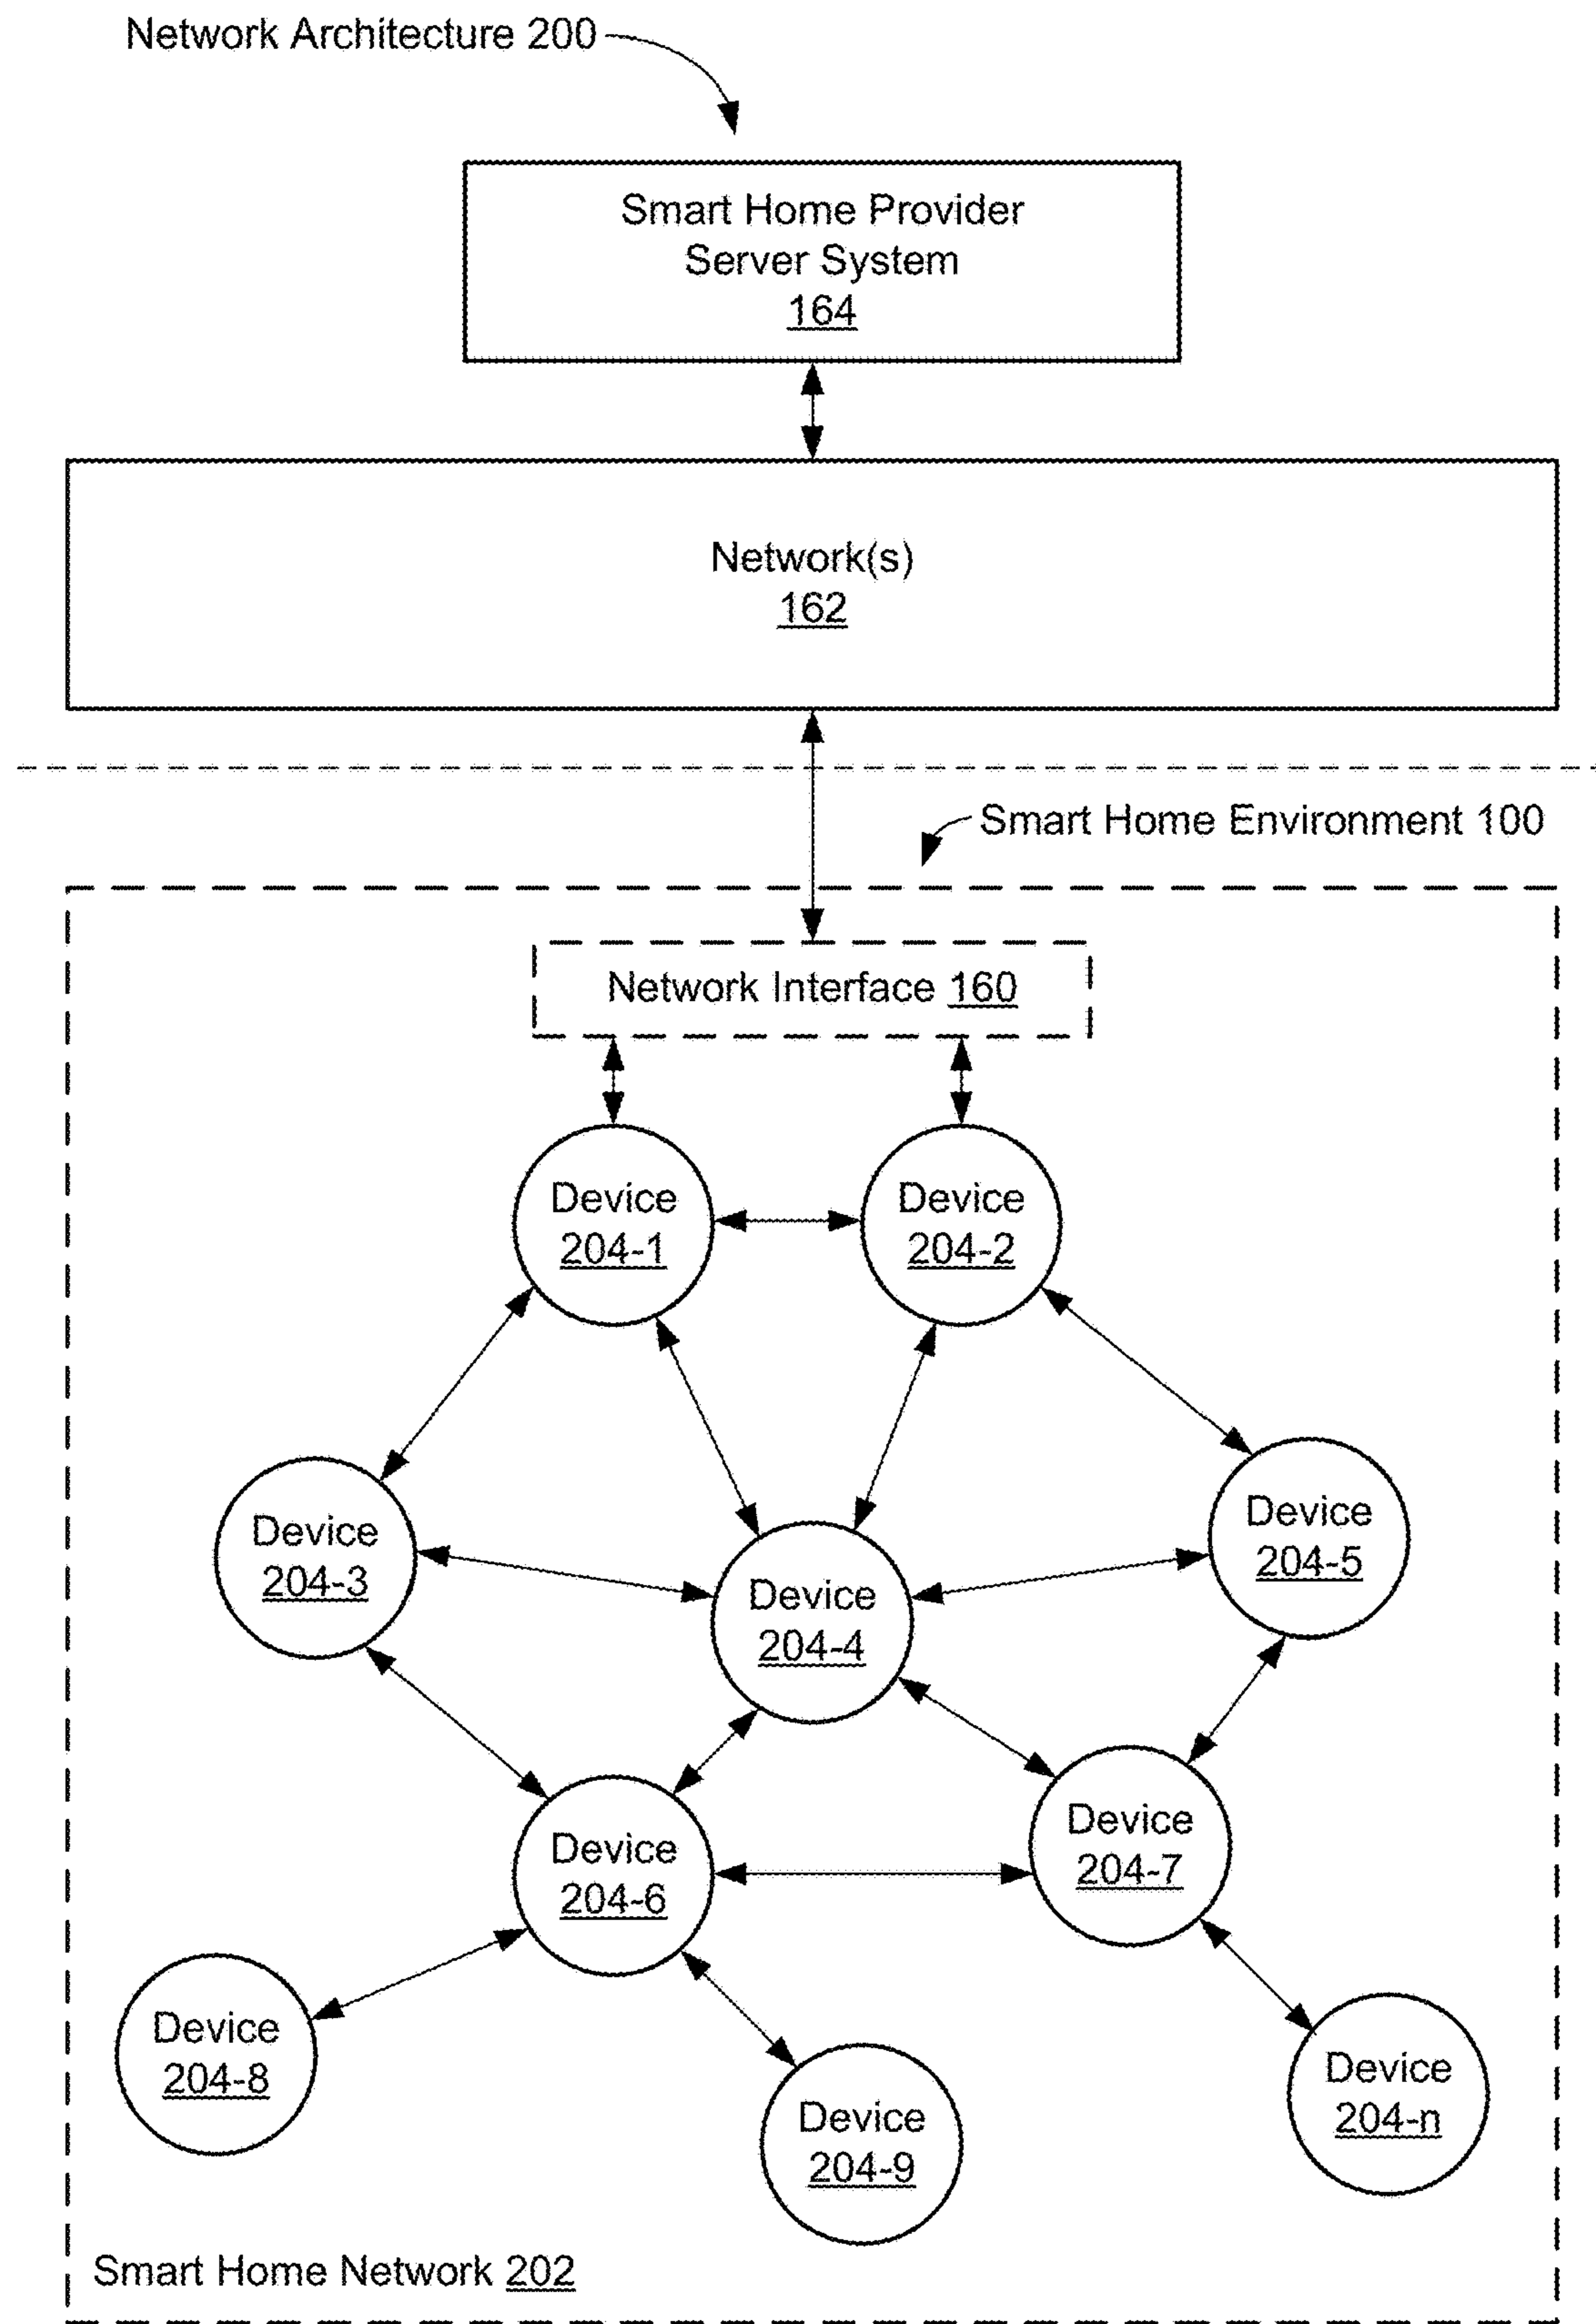 Network Architecture 200
Smart Home Provider
Server System
164
Network(s)
162
Smart Home Environment 100
Network Interface 160
Device
204-1
Device
204-2
Device
204-3
Device
204-4
Device
204-5
Device
204-6
Device
204-7
Device
204-8
Device
204-9
Device
204-n
Smart Home Network 202